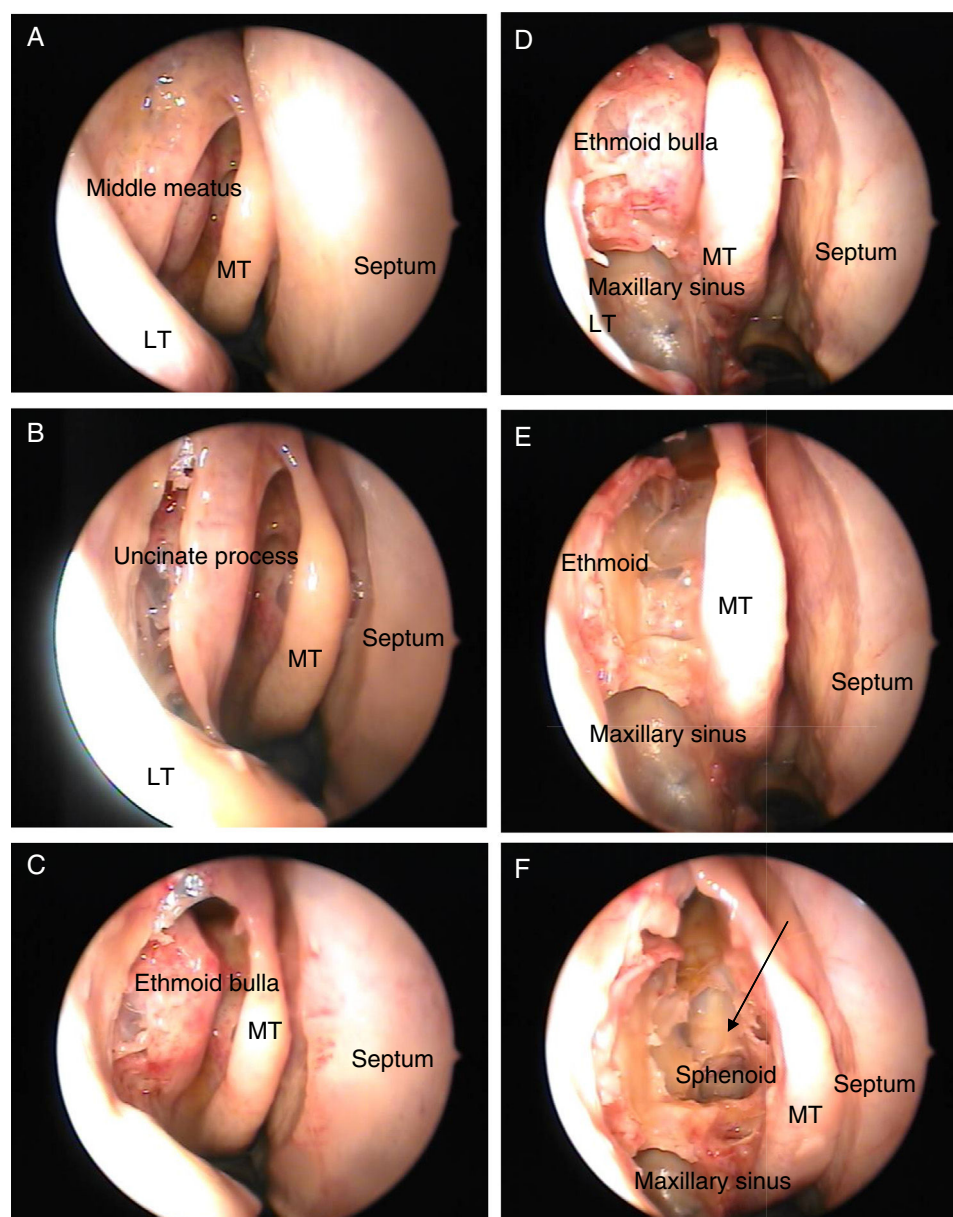 A
Middle meatus
MT
Septum
LT
B
Uncinate process
MT
Septum
LT
C
Ethmoid bulla
MT
Septum
D
Ethmoid bulla
MT
Septum
Maxillary sinus
LT
E
Ethmoid
MT
Septum
Maxillary sinus
F
Sphenoid
Septum
MT
Maxillary sinus